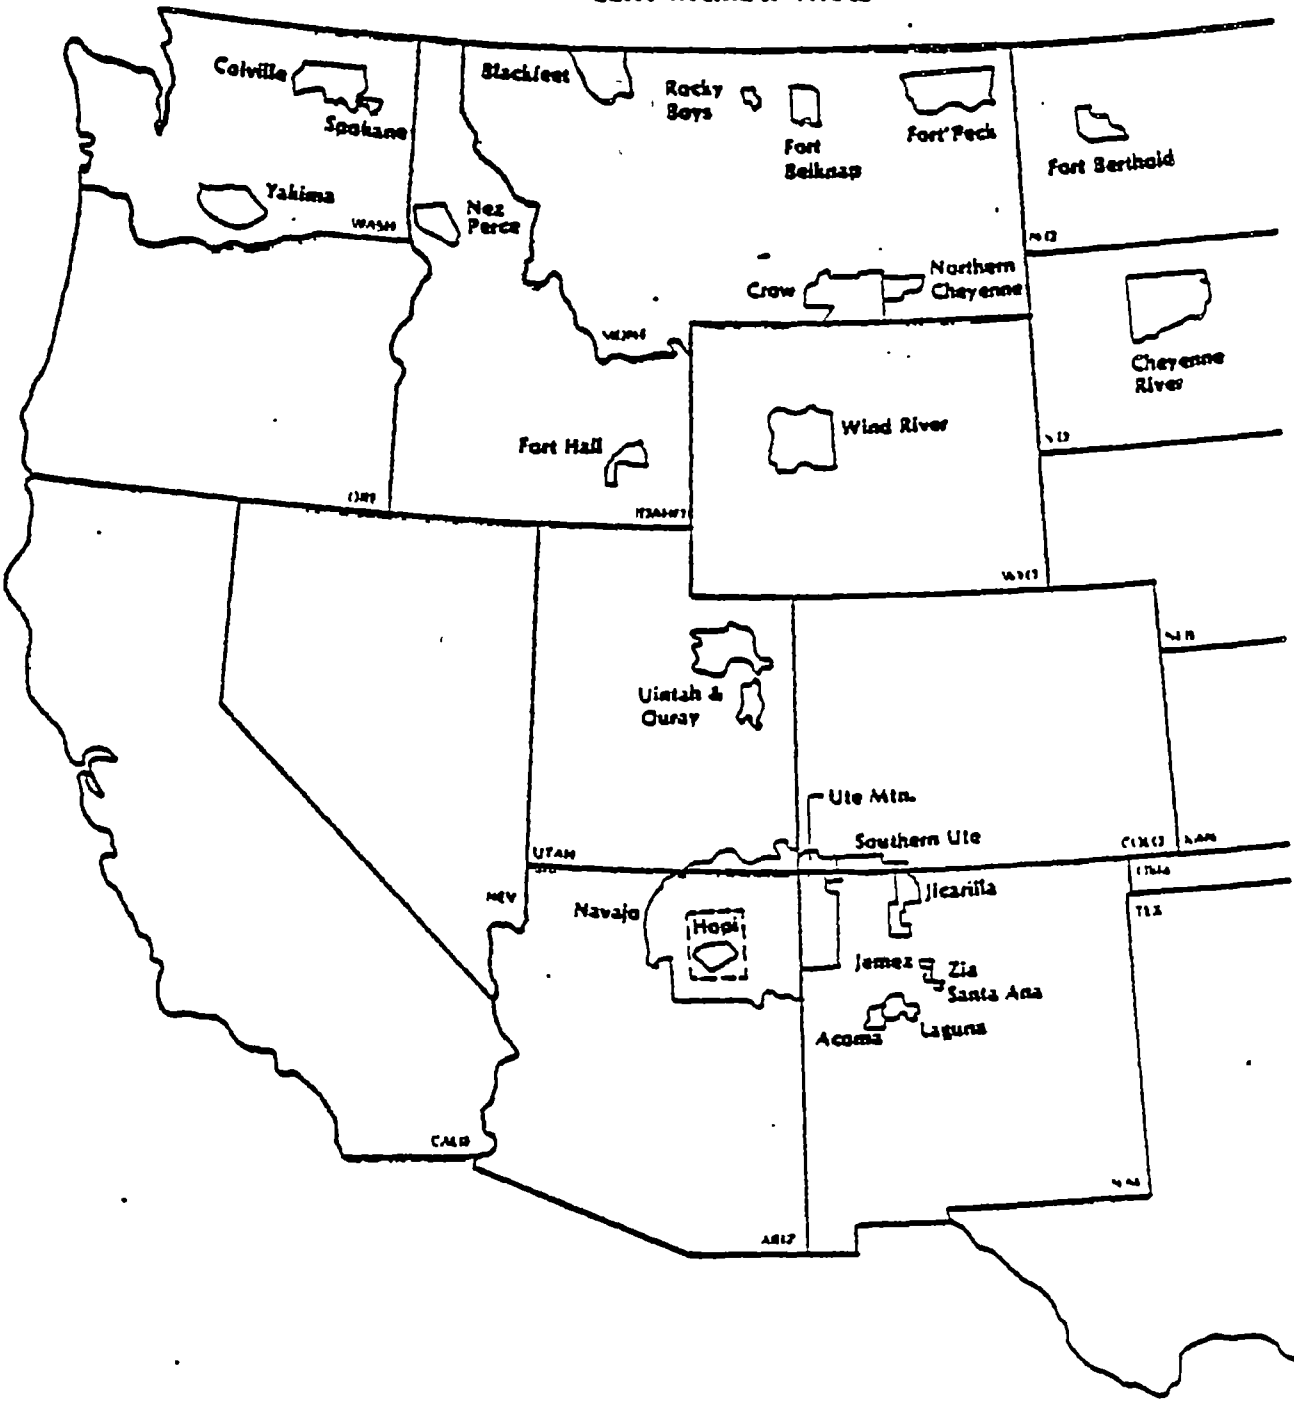 Colville
Spokane
Blackfeet
Rocky
Boys
Fort
Belknap
Fort Peck
Fort Berthold
Yakima
WASH
Nez
Perce
Crow
Northern
Cheyenne
Cheyenne
River
Fort Hall
Wind River
Uintah &
Ouray
Ute Mtn.
Southern Ute
UTAH
NEV
Navajo
Hopi
Jicarilla
Jemez
Zia
Santa Ana
Acoma
Laguna
TEX
CALIF
ARIZ